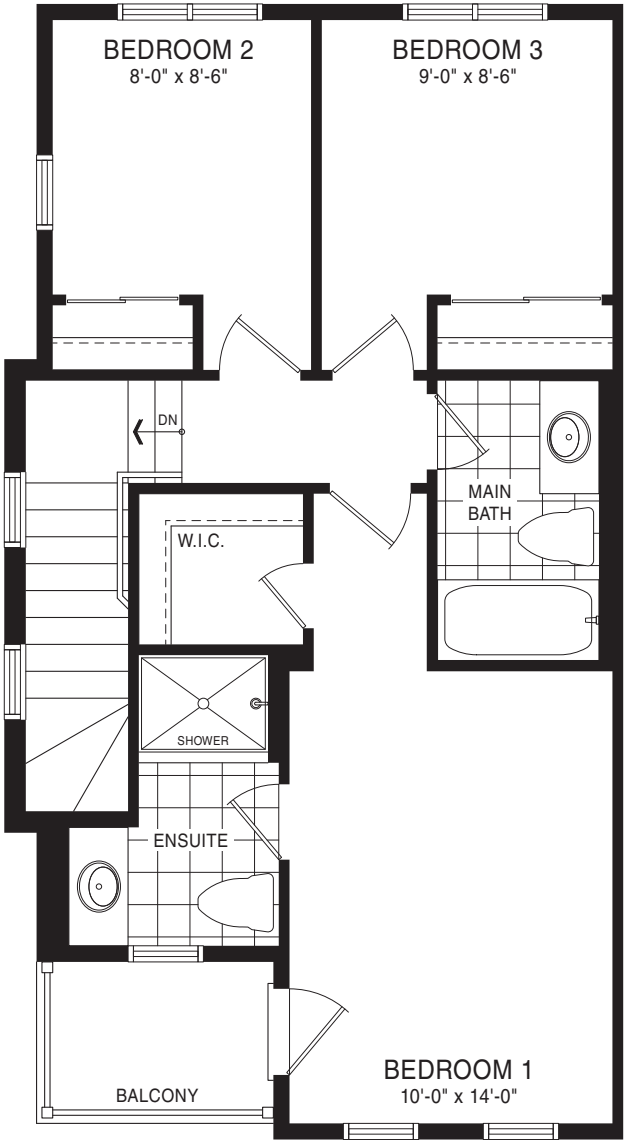 BEDROOM 2
8'-0" x 8'-6"
BEDROOM 3
9'-0" x 8'-6"
DN
MAIN
BATH
W.I.C.
SHOWER
ENSUITE
BEDROOM 1
10'-0" x 14'-0"
BALCONY